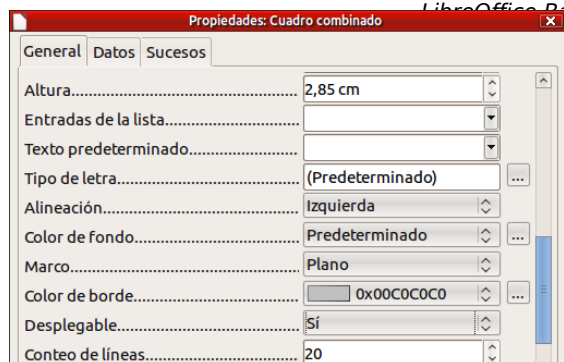 LibreOffice Ba
Propiedades: Cuadro combinado
General Datos Sucesos
Altura........................................................ 2,85 cm
Entradas de la lista................................
Texto predeterminado...........................
Tipo de letra............................................ (Predeterminado) ...
Alineación................................................ Izquierda
Color de fondo........................................ Predeterminado ...
Marco........................................................ Plano
Color de borde........................................ 0x00C0C0C0 ...
Desplegable............................................. Sí
Conteo de líneas..................................... 20